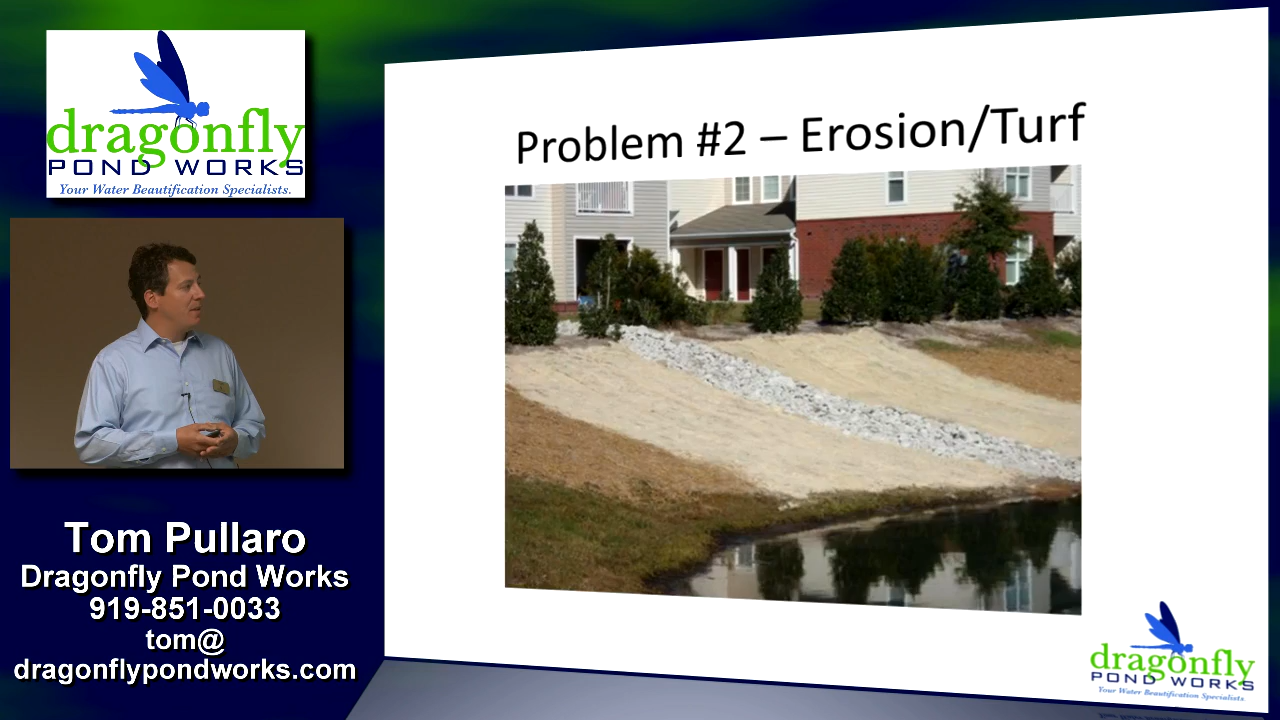 dragonfly
POND WORKS
Your Water Beautification Specialists.
Problem #2 – Erosion/Turf
Tom Pullaro
Dragonfly Pond Works
919-851-0033
tom@
dragonflypondworks.com
dragonfly
POND WORKS
Your Water Beautification Specialists.